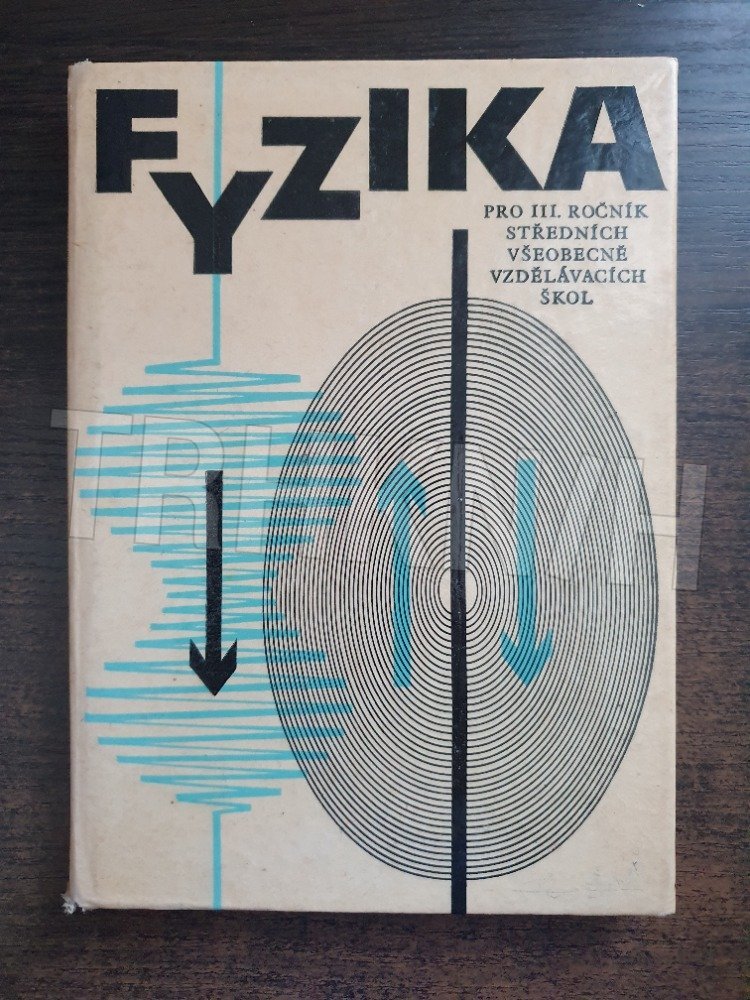 FYZIKA
PRO III. ROČNÍK
STŘEDNÍCH
VŠEOBECNĚ
VZDĚLÁVACÍCH
ŠKOL